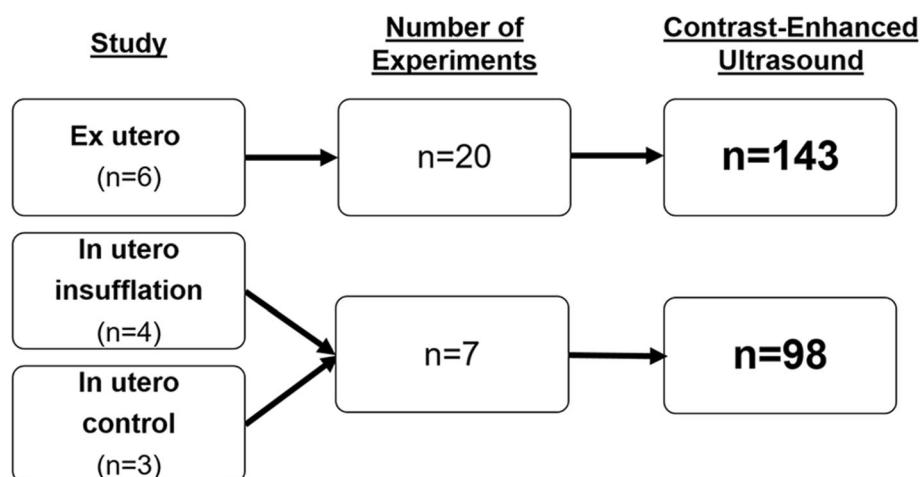 Study
Number of
Experiments
Contrast-Enhanced
Ultrasound
Ex utero
(n=6)
n=20
n=143
In utero
insufflation
(n=4)
n=7
n=98
In utero
control
(n=3)